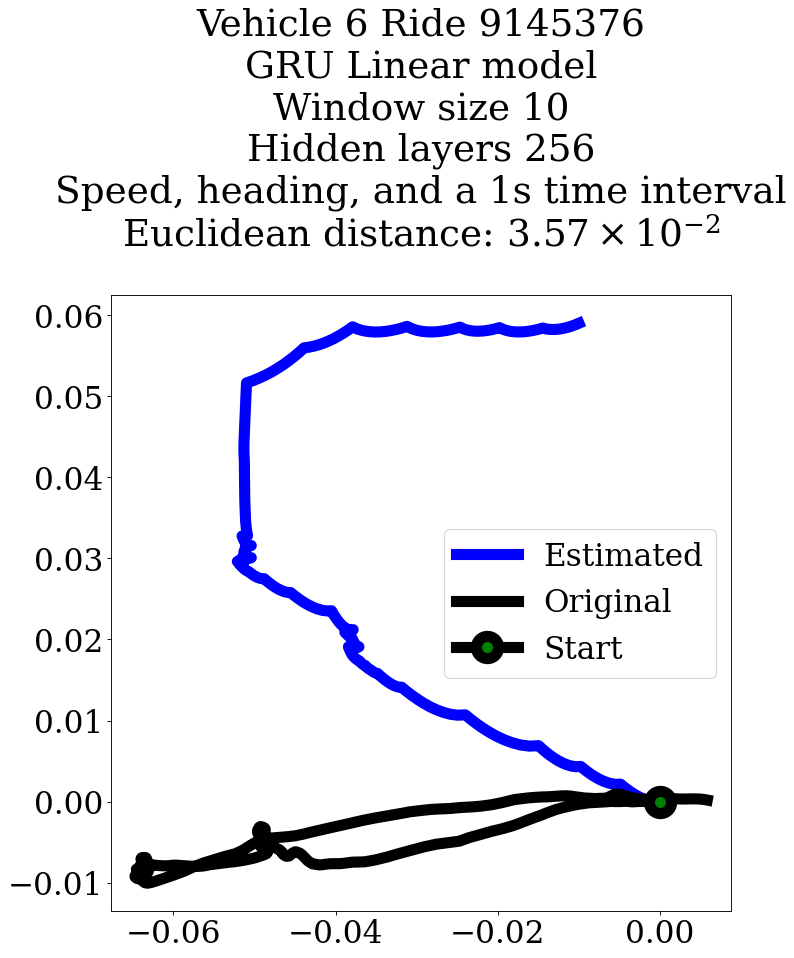 Vehicle 6 Ride 9145376
GRU Linear model
Window size 10
Hidden layers 256
Speed, heading, and a 1s time interval
Euclidean distance: 3.57 × 10⁻²
0.06
0.05
0.04
0.03
0.02
0.01
0.00
−0.01
Estimated
Original
Start
−0.06
−0.04
−0.02
0.00